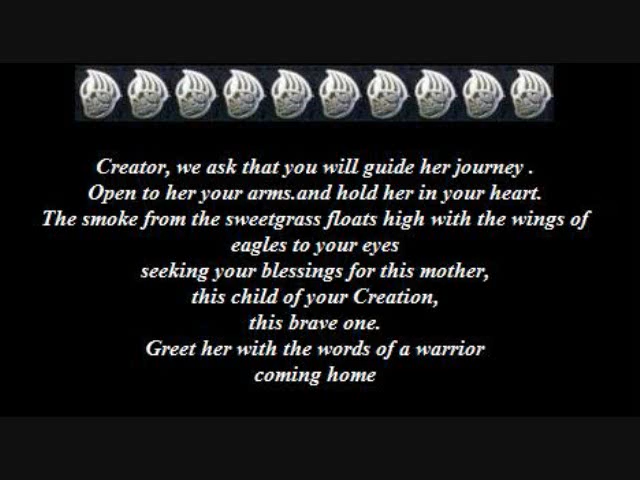 Creator, we ask that you will guide her journey .
Open to her your arms.and hold her in your heart.
The smoke from the sweetgrass floats high with the wings of
eagles to your eyes
seeking your blessings for this mother,
this child of your Creation,
this brave one.
Greet her with the words of a warrior
coming home